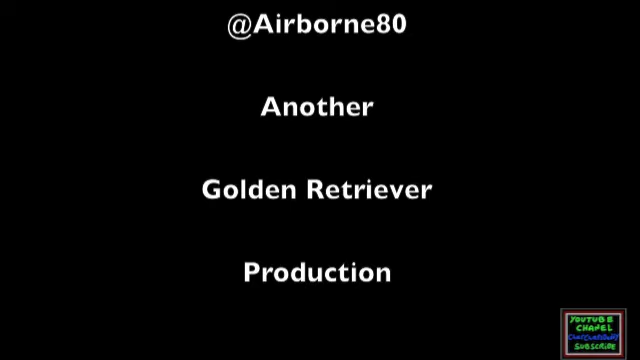 @Airborne80
Another
Golden Retriever
Production
YOUTUBE
CHANEL
SUBSCRIBE